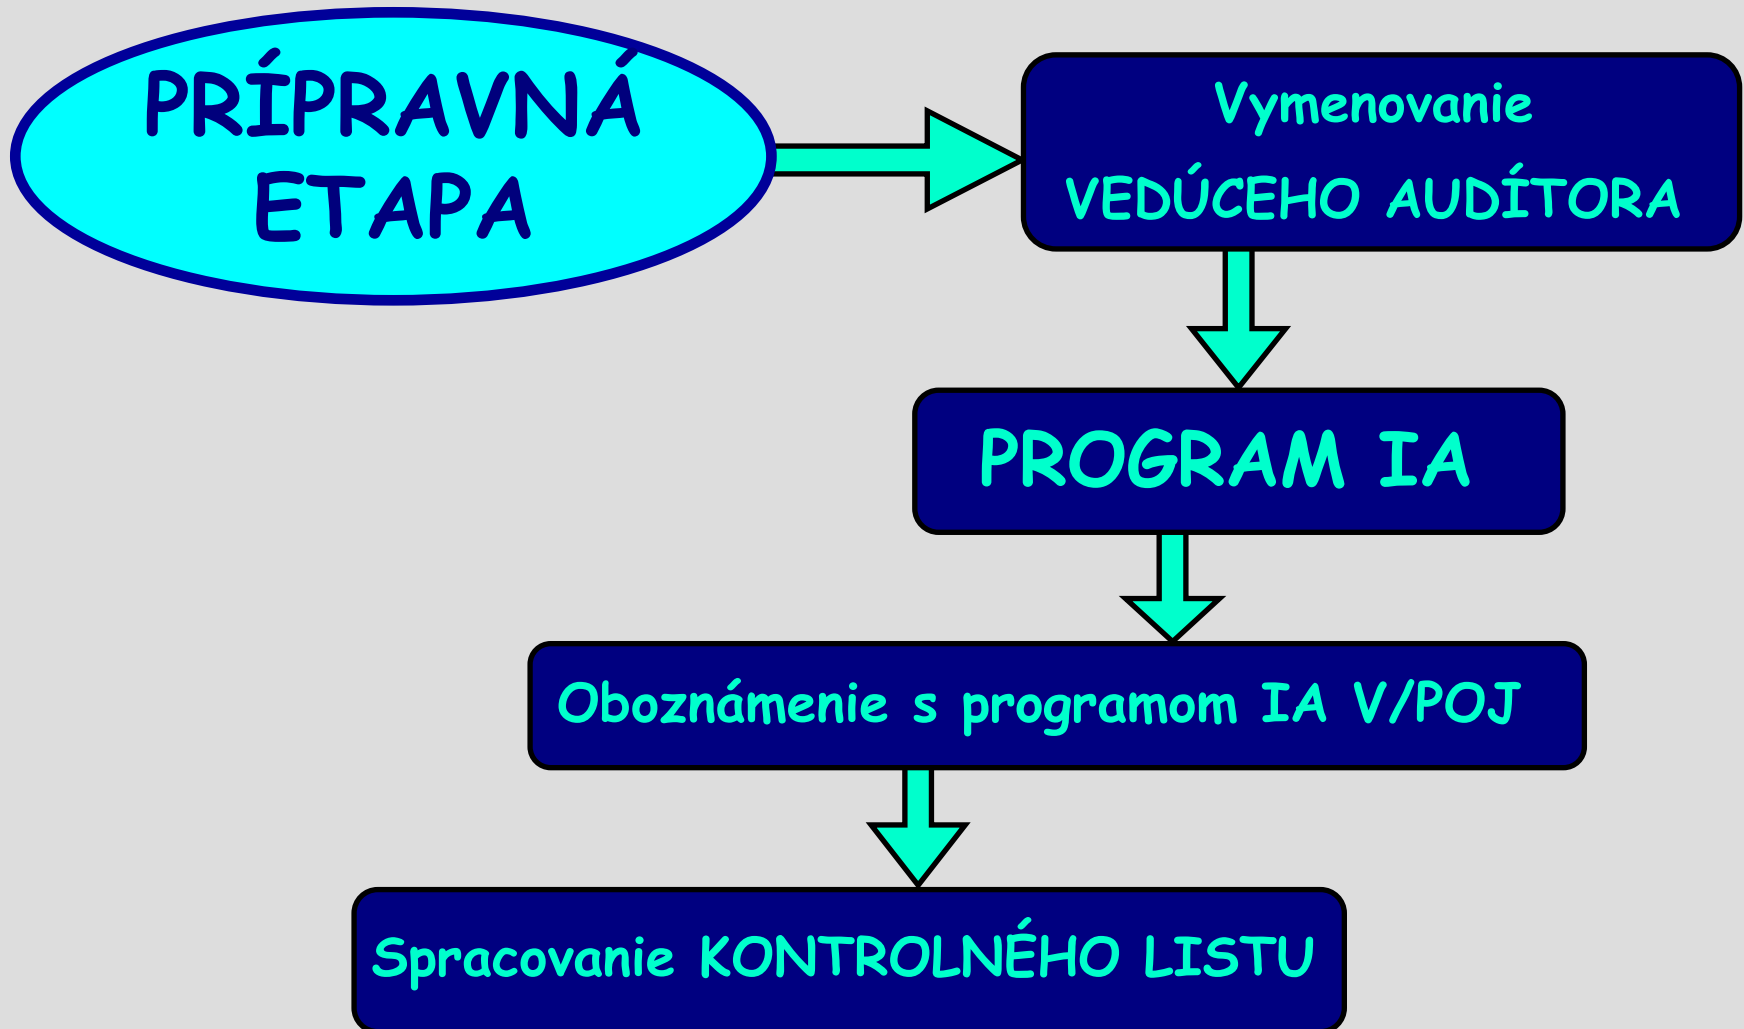 PRÍPRAVNÁ
ETAPA
Vymenovanie
VEDÚCEHO AUDÍTORA
PROGRAM IA
Oboznámenie s programom IA V/POJ
Spracovanie KONTROLNÉHO LISTU